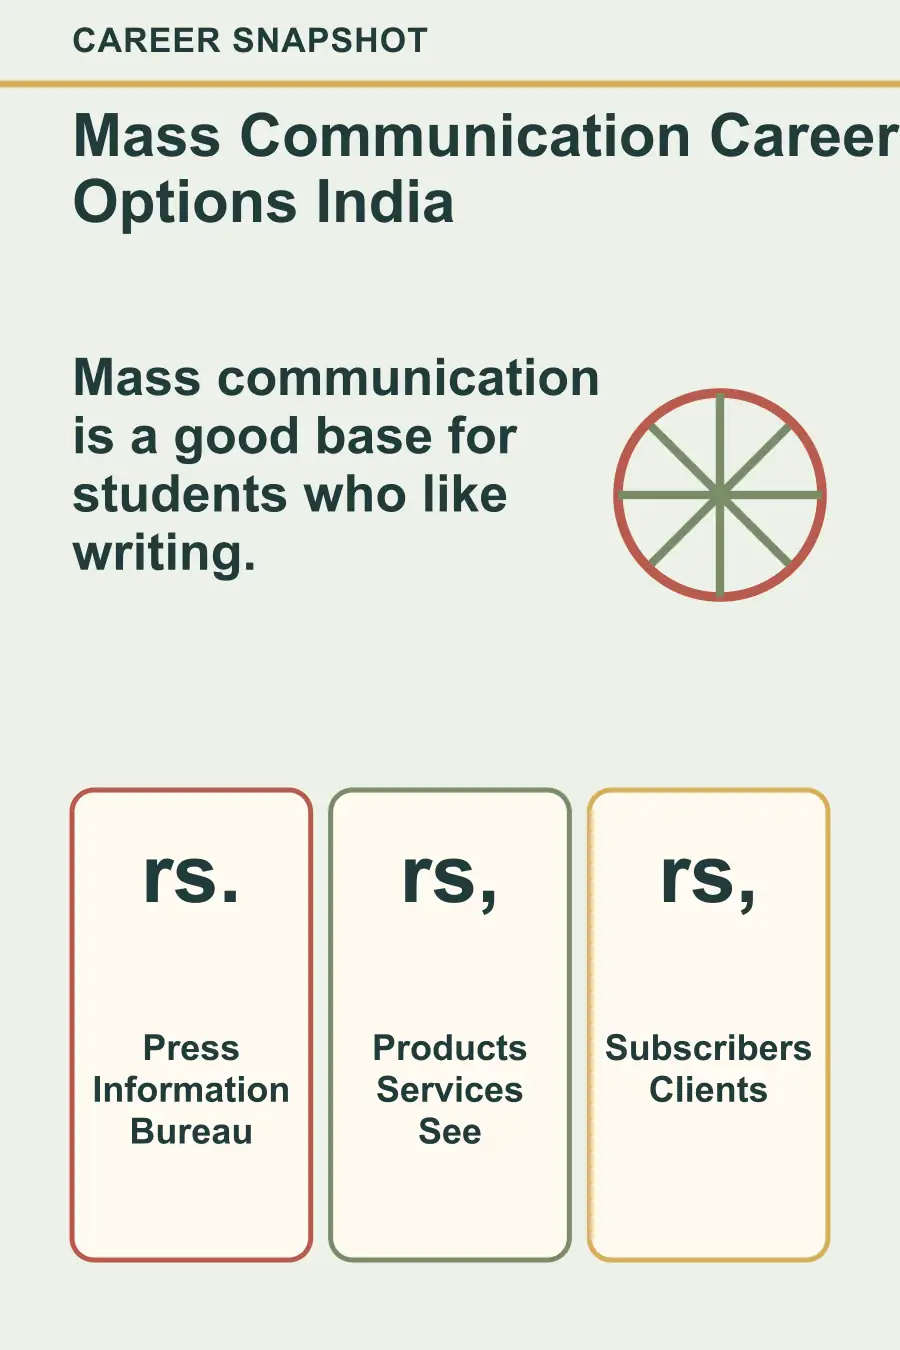 CAREER SNAPSHOT
Mass Communication Career
Options India
Mass communication
is a good base for
students who like
writing.
rs.
Press
Information
Bureau
rs,
Products
Services
See
rs,
Subscribers
Clients